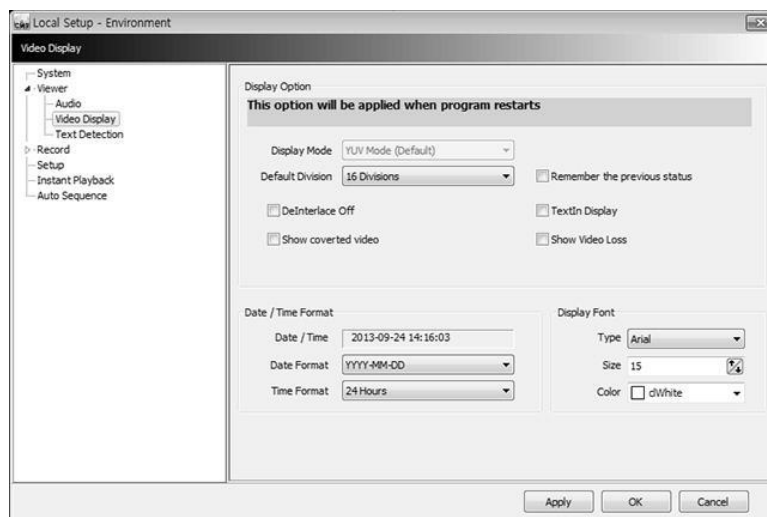 CMS Local Setup - Environment
Video Display
System
Viewer
Audio
Video Display
Text Detection
Record
Setup
Instant Playback
Auto Sequence
Display Option
This option will be applied when program restarts
Display Mode YUV Mode (Default)
Default Division 16 Divisions Remember the previous status
DeInterlace Off TextIn Display
Show coverted video Show Video Loss
Date / Time Format
Date / Time 2013-09-24 14:16:03
Date Format YYYY-MM-DD
Time Format 24 Hours
Display Font
Type Arial
Size 15
Color clWhite
Apply OK Cancel